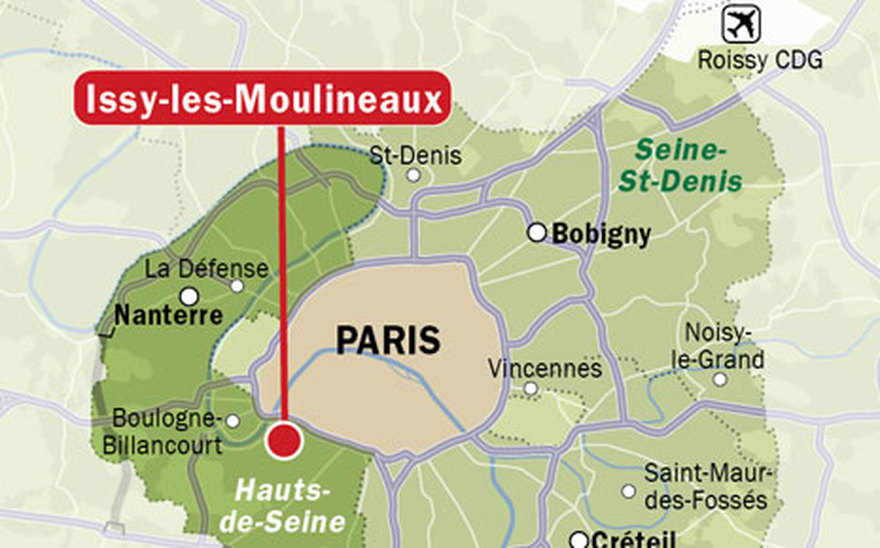 Roissy CDG
Issy-les-Moulineaux
St-Denis
Seine-
St-Denis
Bobigny
La Défense
Nanterre
PARIS
Noisy-
le-Grand
Vincennes
Boulogne-
Billancourt
Saint-Maur-
des-Fossés
Hauts-
de-Seine
Créteil